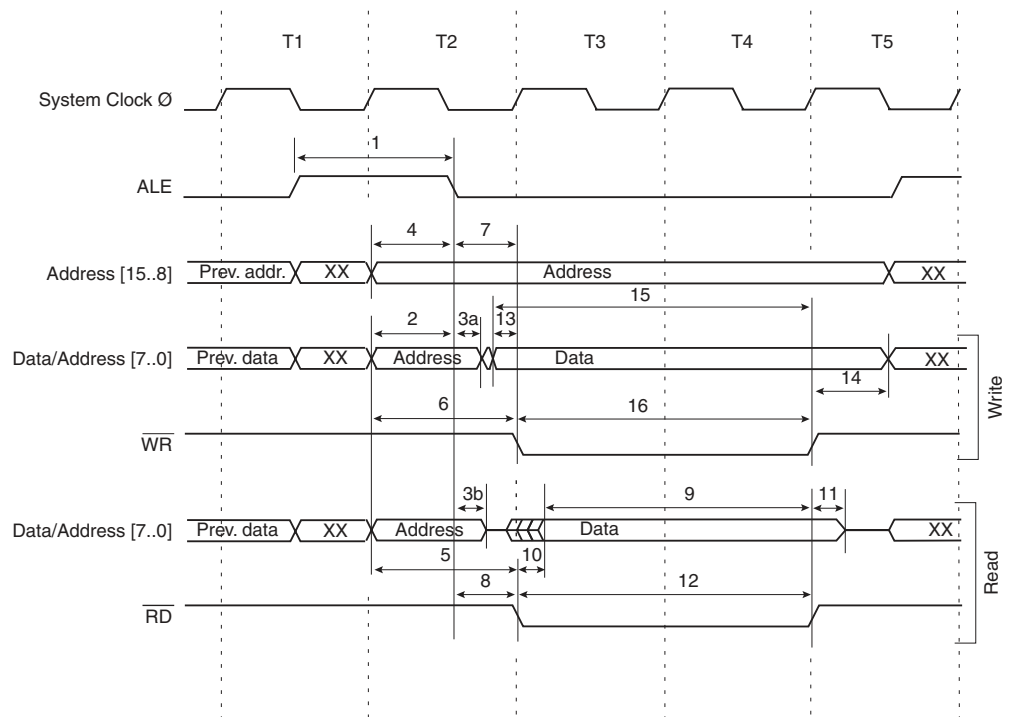 T1 T2 T3 T4 T5
System Clock Ø
1
ALE
4 7
Address [15..8] Prev. addr. XX Address XX
15
2 3a 13
Data/Address [7..0] Prev. data XX Address Data XX
14
6 16
WR
Write
3b 9 11
Data/Address [7..0] Prev. data XX Address Data XX
5 10
8 12
RD
Read